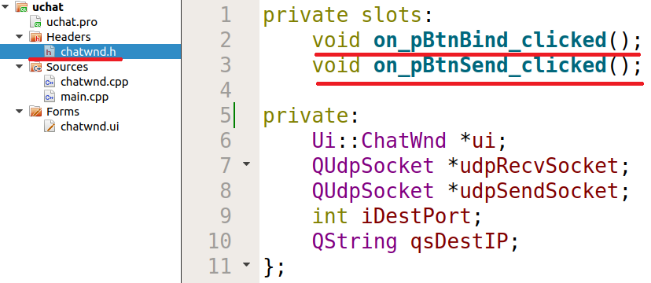 uchat
uchat.pro
Headers
chatwnd.h
Sources
chatwnd.cpp
main.cpp
Forms
chatwnd.ui
1 private slots:
2 void on_pBtnBind_clicked();
3 void on_pBtnSend_clicked();
4
5 private:
6 Ui::ChatWnd *ui;
7 QUdpSocket *udpRecvSocket;
8 QUdpSocket *udpSendSocket;
9 int iDestPort;
10 QString qsDestIP;
11 };